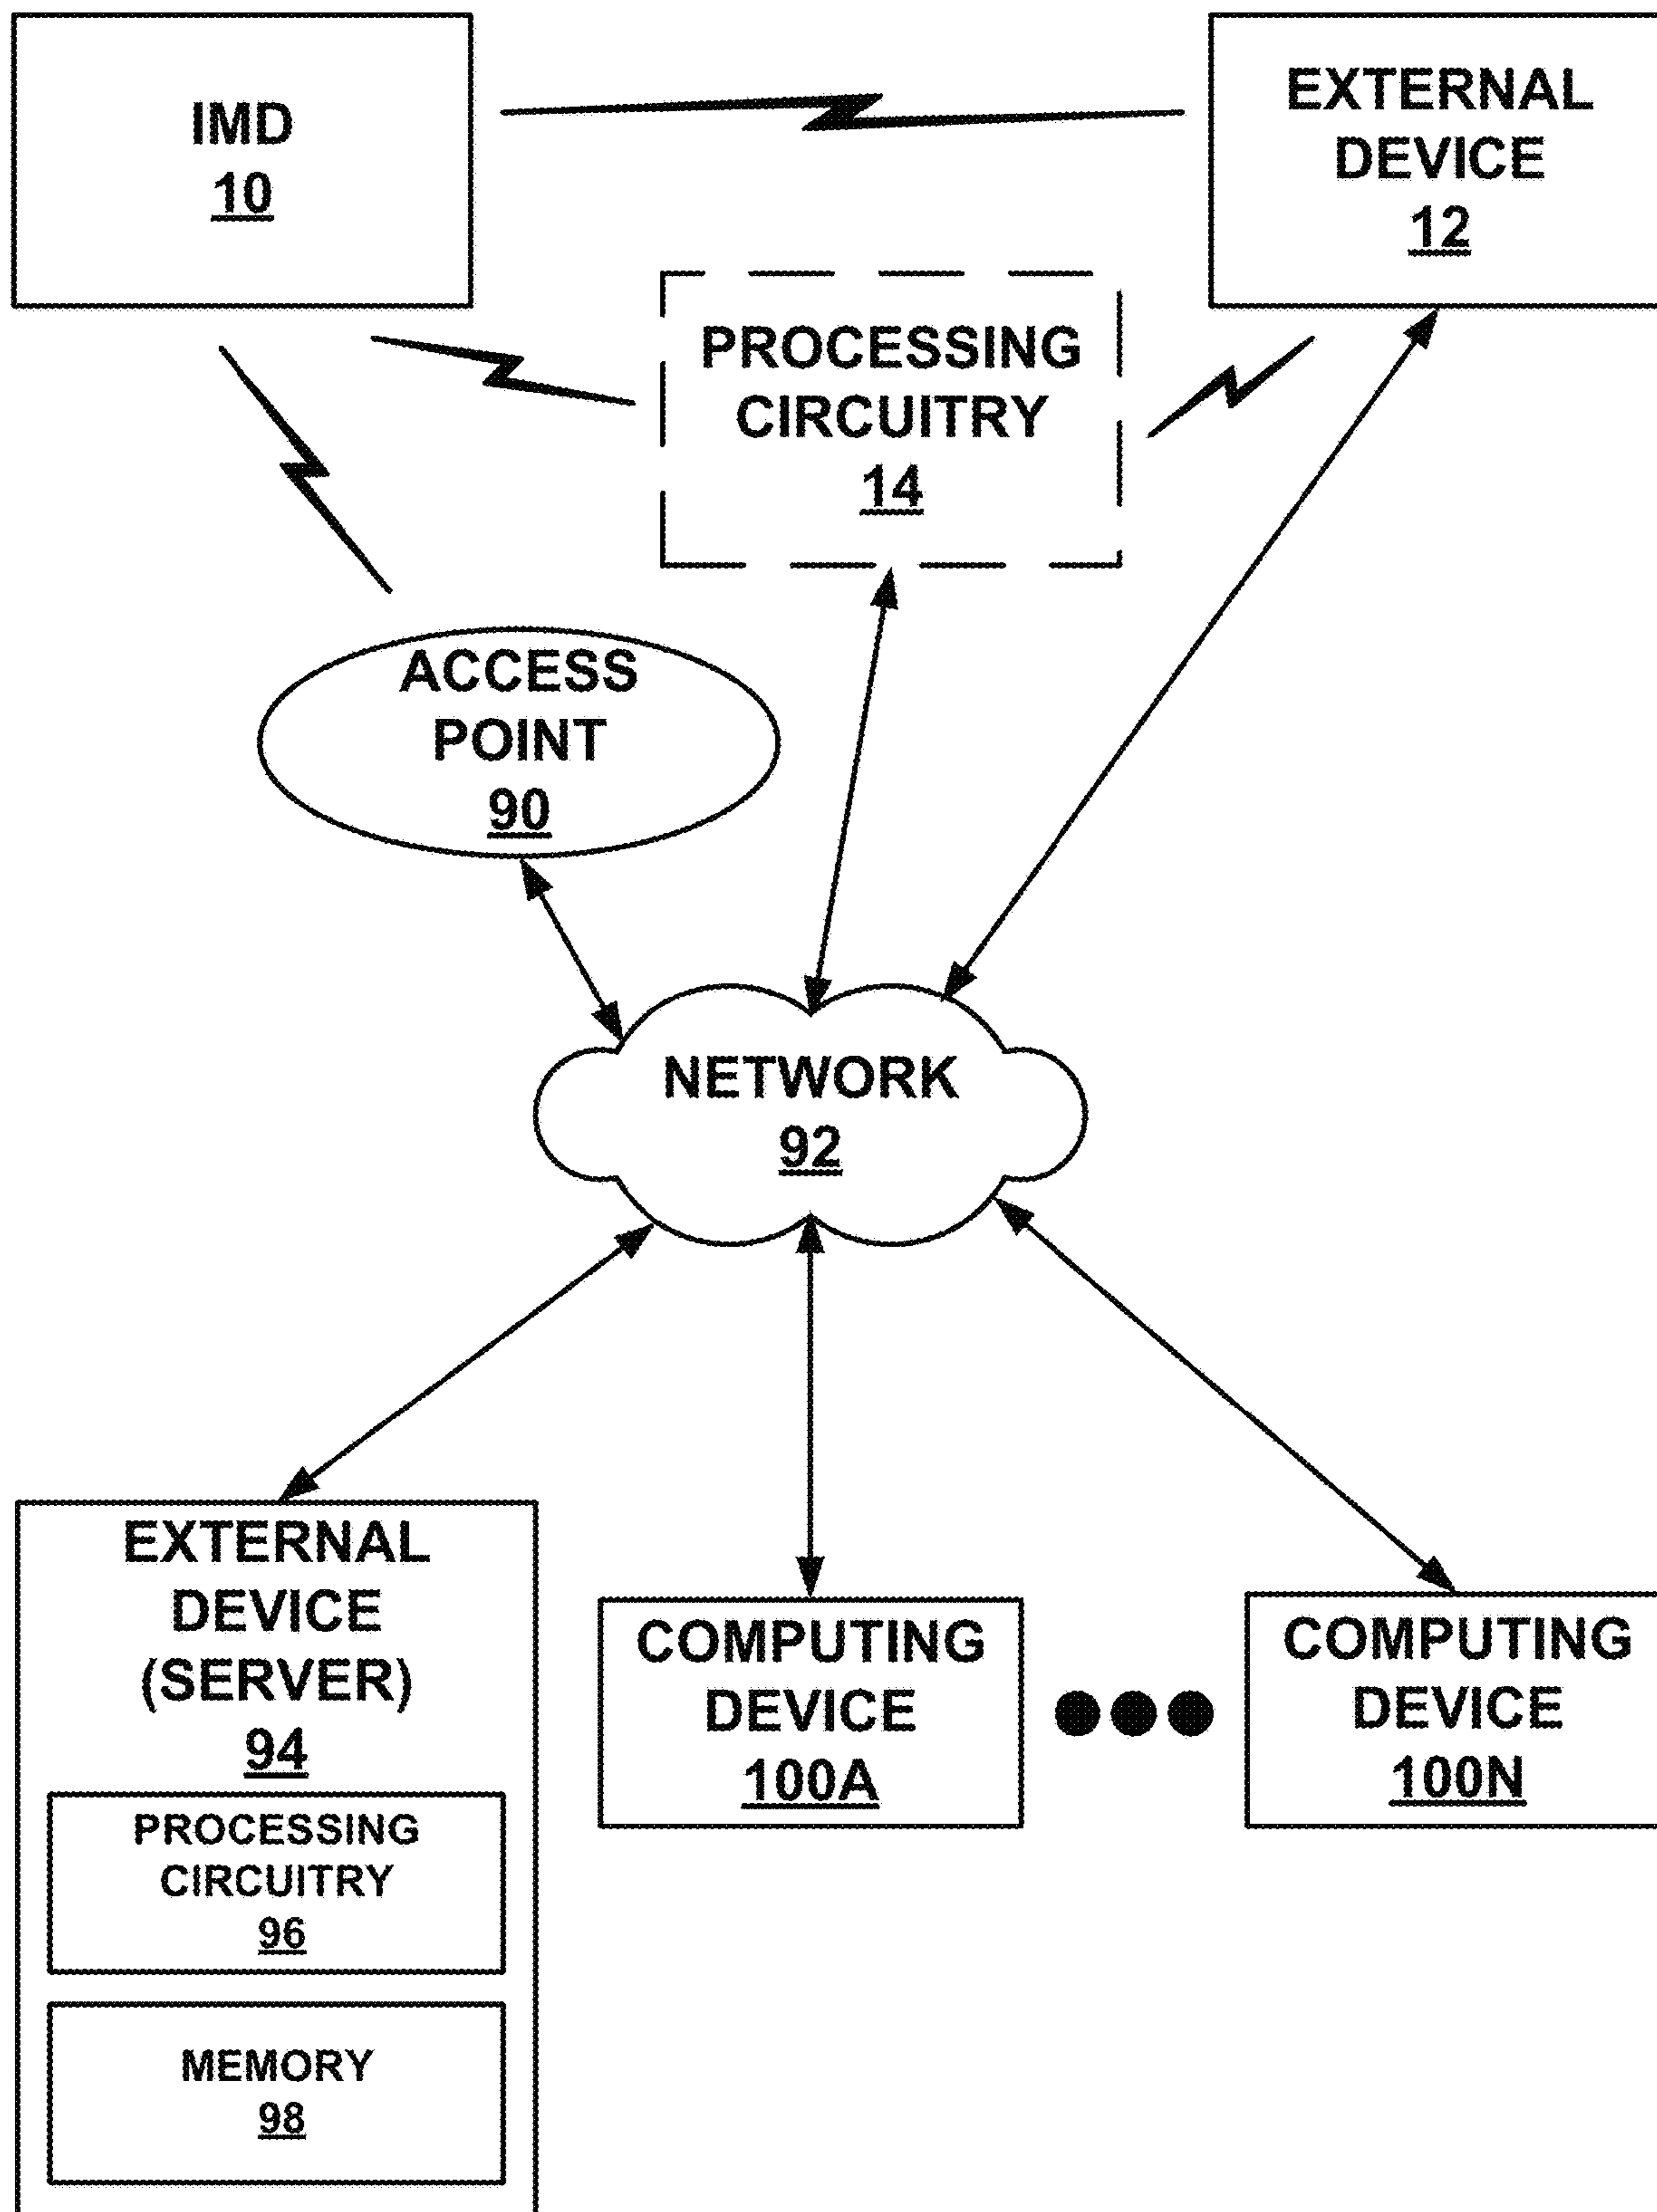 IMD
10
EXTERNAL
DEVICE
12
PROCESSING
CIRCUITRY
14
ACCESS
POINT
90
NETWORK
92
EXTERNAL
DEVICE
(SERVER)
94
PROCESSING
CIRCUITRY
96
MEMORY
98
COMPUTING
DEVICE
100A
COMPUTING
DEVICE
100N